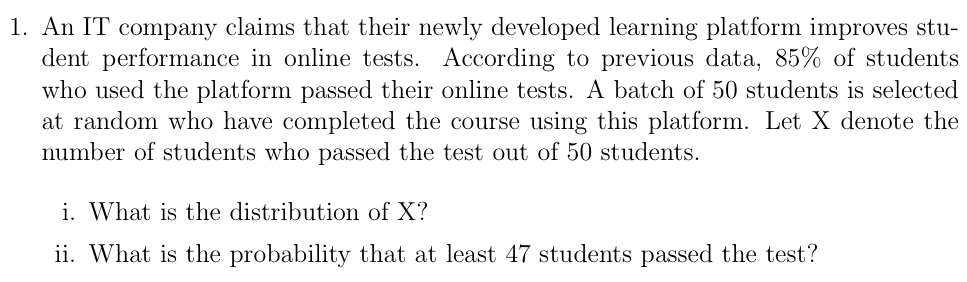 1. An IT company claims that their newly developed learning platform improves stu-
dent performance in online tests. According to previous data, 85% of students
who used the platform passed their online tests. A batch of 50 students is selected
at random who have completed the course using this platform. Let X denote the
number of students who passed the test out of 50 students.
i. What is the distribution of X?
ii. What is the probability that at least 47 students passed the test?